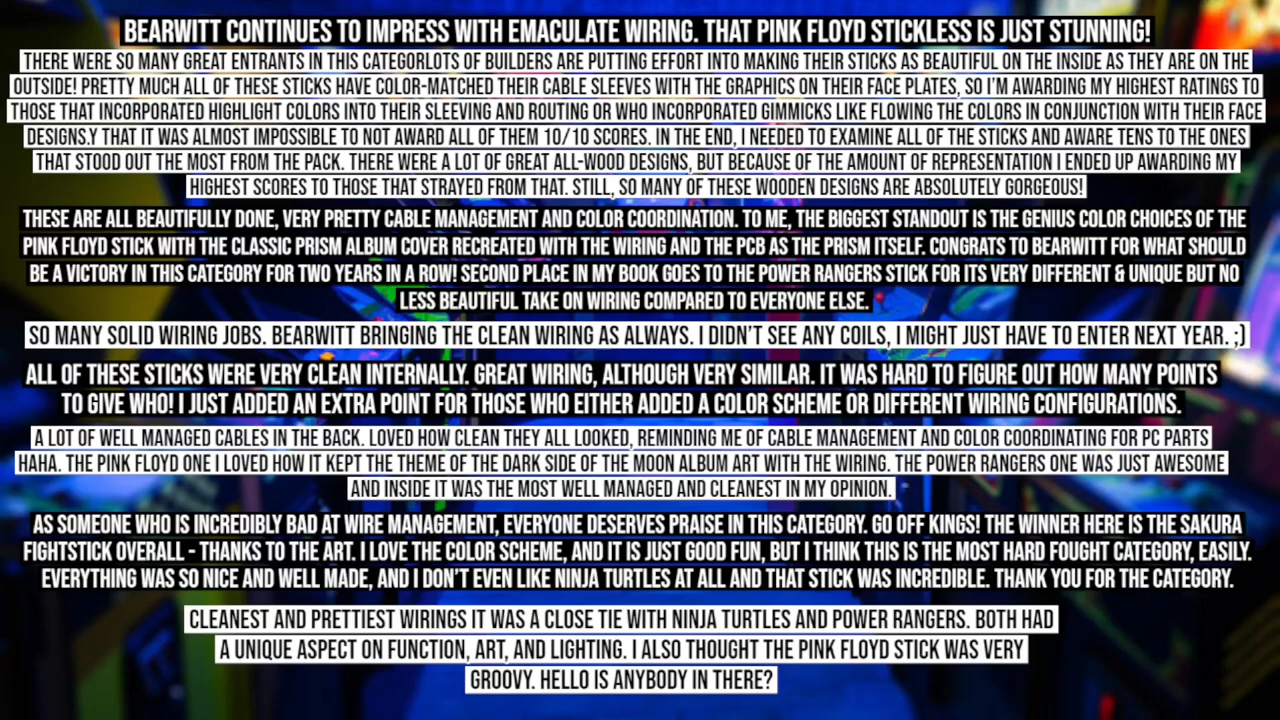 BEARWITT CONTINUES TO IMPRESS WITH EMACULATE WIRING. THAT PINK FLOYD STICKLESS IS JUST STUNNING!
THERE WERE SO MANY GREAT ENTRANTS IN THIS CATEGORLOTS OF BUILDERS ARE PUTTING EFFORT INTO MAKING THEIR STICKS AS BEAUTIFUL ON THE INSIDE AS THEY ARE ON THE
OUTSIDE! PRETTY MUCH ALL OF THESE STICKS HAVE COLOR-MATCHED THEIR CABLE SLEEVES WITH THE GRAPHICS ON THEIR FACE PLATES, SO I'M AWARDING MY HIGHEST RATINGS TO
THOSE THAT INCORPORATED HIGHLIGHT COLORS INTO THEIR SLEEVING AND ROUTING OR WHO INCORPORATED GIMMICKS LIKE FLOWING THE COLORS IN CONJUNCTION WITH THEIR FACE
DESIGNS.Y THAT IT WAS ALMOST IMPOSSIBLE TO NOT AWARD ALL OF THEM 10/10 SCORES. IN THE END, I NEEDED TO EXAMINE ALL OF THE STICKS AND AWARE TENS TO THE ONES
THAT STOOD OUT THE MOST FROM THE PACK. THERE WERE A LOT OF GREAT ALL-WOOD DESIGNS, BUT BECAUSE OF THE AMOUNT OF REPRESENTATION I ENDED UP AWARDING MY
HIGHEST SCORES TO THOSE THAT STRAYED FROM THAT. STILL, SO MANY OF THESE WOODEN DESIGNS ARE ABSOLUTELY GORGEOUS!
THESE ARE ALL BEAUTIFULLY DONE, VERY PRETTY CABLE MANAGEMENT AND COLOR COORDINATION. TO ME, THE BIGGEST STANDOUT IS THE GENIUS COLOR CHOICES OF THE
PINK FLOYD STICK WITH THE CLASSIC PRISM ALBUM COVER RECREATED WITH THE WIRING AND THE PCB AS THE PRISM ITSELF. CONGRATS TO BEARWITT FOR WHAT SHOULD
BE A VICTORY IN THIS CATEGORY FOR TWO YEARS IN A ROW! SECOND PLACE IN MY BOOK GOES TO THE POWER RANGERS STICK FOR ITS VERY DIFFERENT & UNIQUE BUT NO
LESS BEAUTIFUL TAKE ON WIRING COMPARED TO EVERYONE ELSE.
SO MANY SOLID WIRING JOBS. BEARWITT BRINGING THE CLEAN WIRING AS ALWAYS. I DIDN'T SEE ANY COILS, I MIGHT JUST HAVE TO ENTER NEXT YEAR. ;)
ALL OF THESE STICKS WERE VERY CLEAN INTERNALLY. GREAT WIRING, ALTHOUGH VERY SIMILAR. IT WAS HARD TO FIGURE OUT HOW MANY POINTS
TO GIVE WHO! I JUST ADDED AN EXTRA POINT FOR THOSE WHO EITHER ADDED A COLOR SCHEME OR DIFFERENT WIRING CONFIGURATIONS.
A LOT OF WELL MANAGED CABLES IN THE BACK. LOVED HOW CLEAN THEY ALL LOOKED, REMINDING ME OF CABLE MANAGEMENT AND COLOR COORDINATING FOR PC PARTS
HAHA. THE PINK FLOYD ONE I LOVED HOW IT KEPT THE THEME OF THE DARK SIDE OF THE MOON ALBUM ART WITH THE WIRING. THE POWER RANGERS ONE WAS JUST AWESOME
AND INSIDE IT WAS THE MOST WELL MANAGED AND CLEANEST IN MY OPINION.
AS SOMEONE WHO IS INCREDIBLY BAD AT WIRE MANAGEMENT, EVERYONE DESERVES PRAISE IN THIS CATEGORY. GO OFF KINGS! THE WINNER HERE IS THE SAKURA
FIGHTSTICK OVERALL - THANKS TO THE ART. I LOVE THE COLOR SCHEME, AND IT IS JUST GOOD FUN, BUT I THINK THIS IS THE MOST HARD FOUGHT CATEGORY, EASILY.
EVERYTHING WAS SO NICE AND WELL MADE, AND I DON'T EVEN LIKE NINJA TURTLES AT ALL AND THAT STICK WAS INCREDIBLE. THANK YOU FOR THE CATEGORY.
CLEANEST AND PRETTIEST WIRINGS IT WAS A CLOSE TIE WITH NINJA TURTLES AND POWER RANGERS. BOTH HAD
A UNIQUE ASPECT ON FUNCTION, ART, AND LIGHTING. I ALSO THOUGHT THE PINK FLOYD STICK WAS VERY
GROOVY. HELLO IS ANYBODY IN THERE?